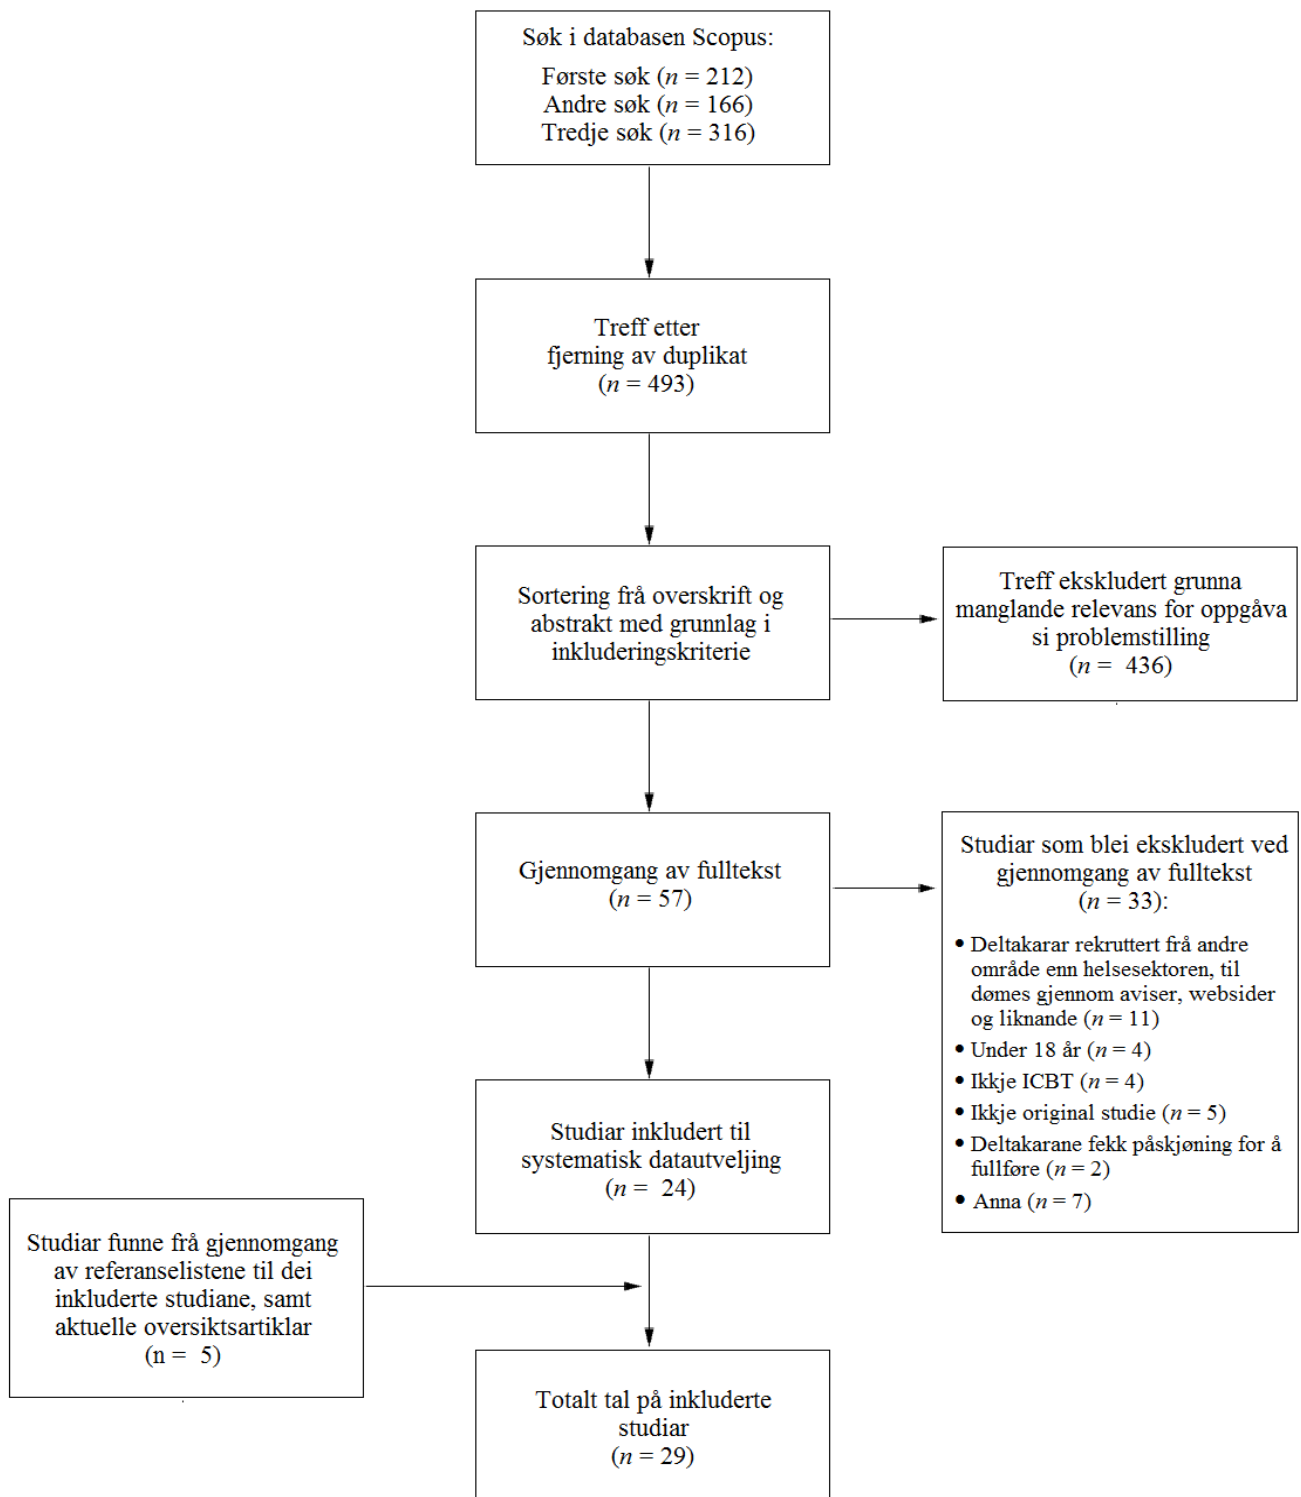 Søk i databasen Scopus:
Første søk (n = 212)
Andre søk (n = 166)
Tredje søk (n = 316)
Treff etter
fjerning av duplikat
(n = 493)
Sortering frå overskrift og
abstrakt med grunnlag i
inkluderingskriterie
Treff ekskludert grunna
manglande relevans for oppgåva
si problemstilling
(n = 436)
Gjennomgang av fulltekst
(n = 57)
Studiar som blei ekskludert ved
gjennomgang av fulltekst
(n = 33):
• Deltakarar rekruttert frå andre
område enn helsesektoren, til
dømes gjennom aviser, websider
og liknande (n = 11)
• Under 18 år (n = 4)
• Ikkje ICBT (n = 4)
• Ikkje original studie (n = 5)
• Deltakarane fekk påskjøning for å
fullføre (n = 2)
• Anna (n = 7)
Studiar inkludert til
systematisk datautveljing
(n = 24)
Studiar funne frå gjennomgang
av referanselistene til dei
inkluderte studiane, samt
aktuelle oversiktsartiklar
(n = 5)
Totalt tal på inkluderte
studiar
(n = 29)